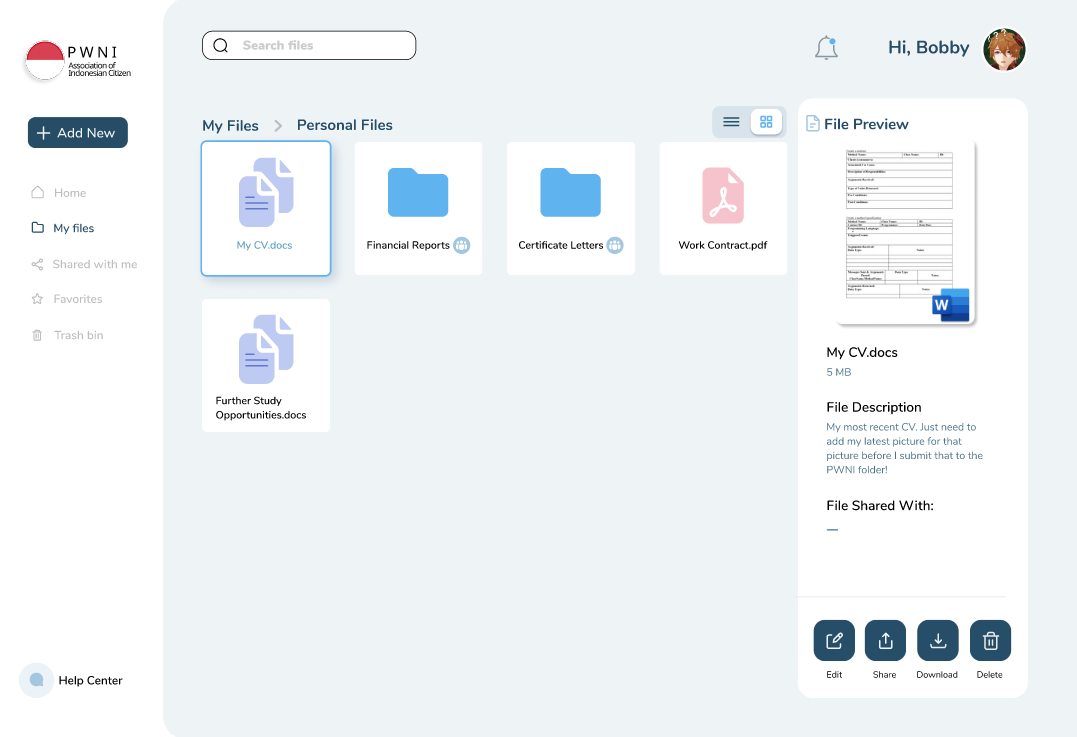 PWNI
Association of
Indonesian Citizen
Add New
Home
My files
Shared with me
Favorites
Trash bin
Help Center
Search files
Hi, Bobby
My Files
Personal Files
My CV.docs
Financial Reports
Certificate Letters
Work Contract.pdf
Further Study
Opportunities.docs
File Preview
W
My CV.docs
5 MB
File Description
My most recent CV. Just need to
add my latest picture for that
picture before I submit that to the
PWNI folder!
File Shared With:
—
Edit
Share
Download
Delete